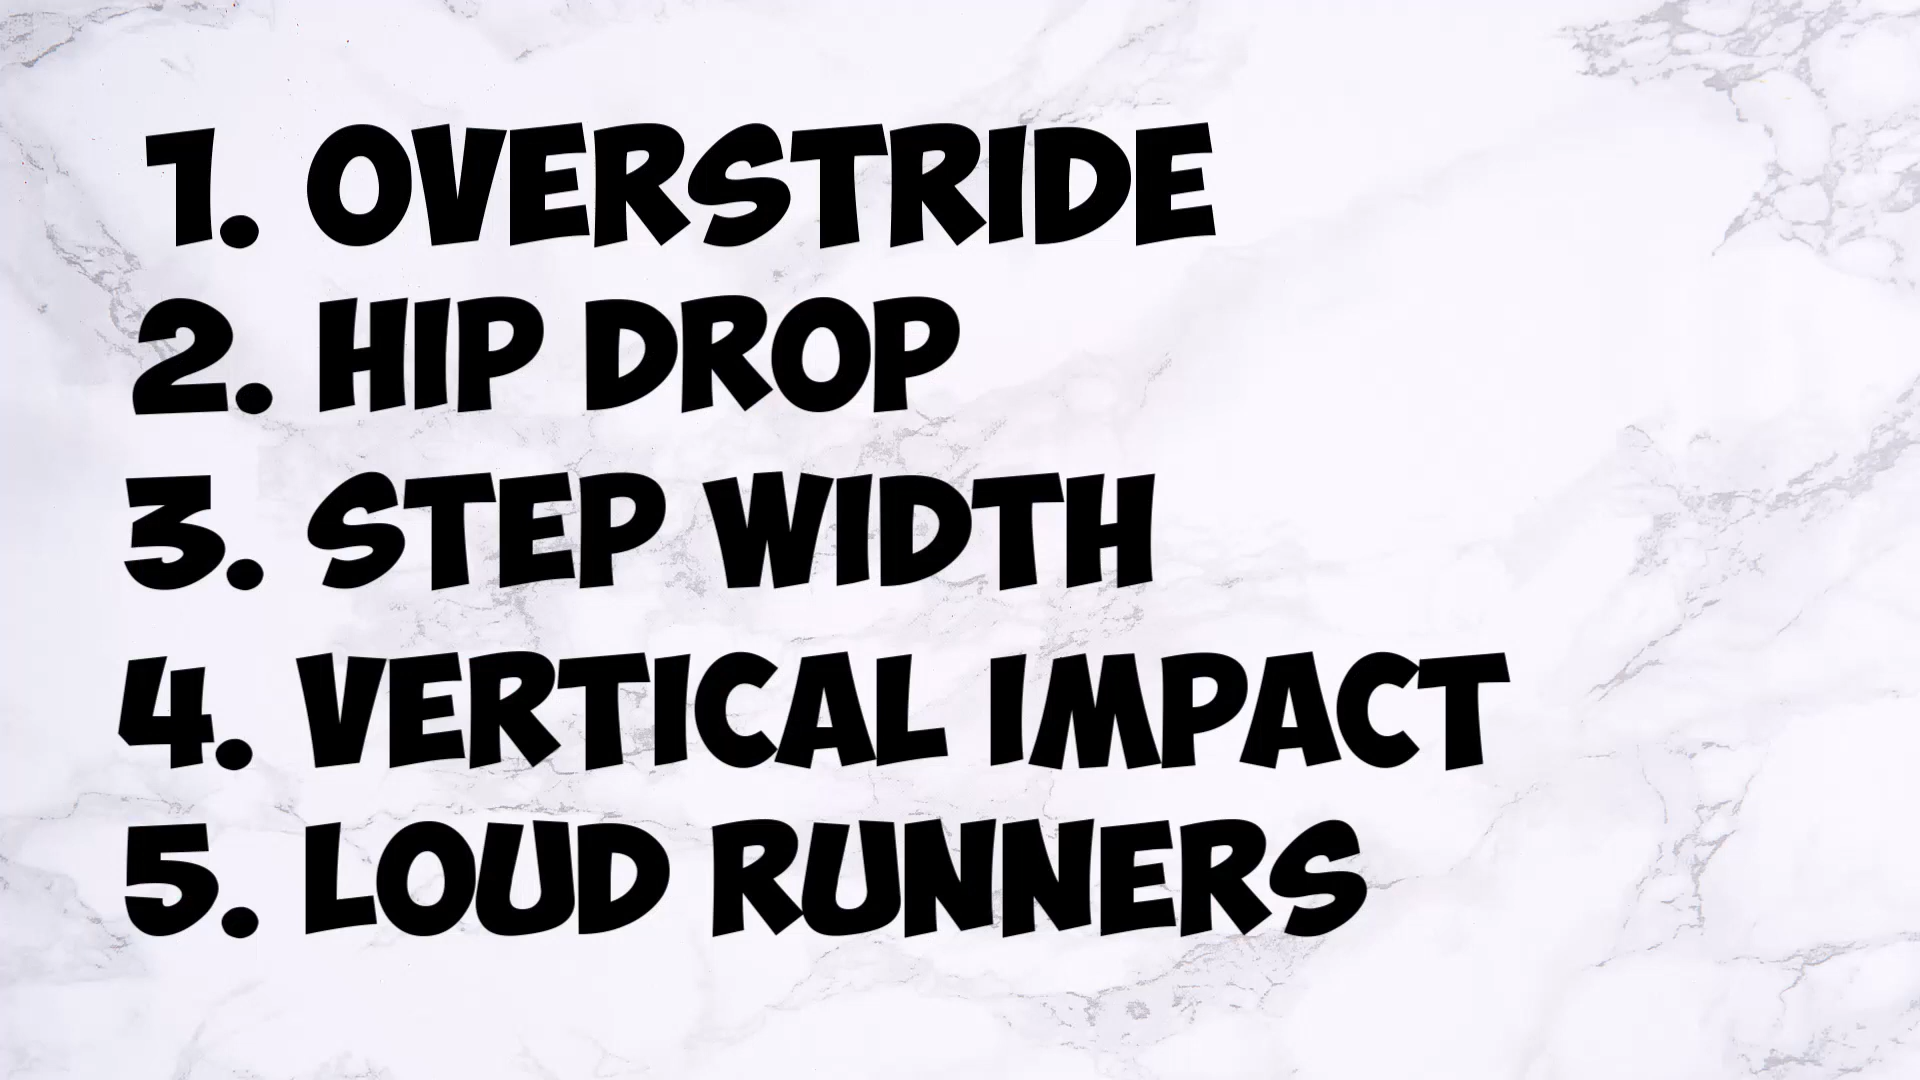 1. OVERSTRIDE
2. HIP DROP
3. STEP WIDTH
4. VERTICAL IMPACT
5. LOUD RUNNERS